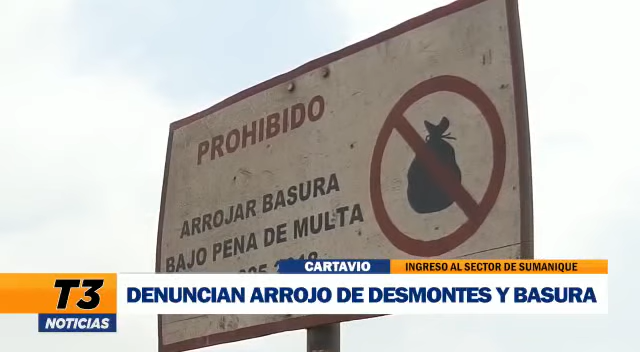 PROHIBIDO
ARROJAR BASURA
BAJO PENA DE MULTA
CARTAVIO
INGRESO AL SECTOR DE SUMANIQUE
T3
NOTICIAS
DENUNCIAN ARROJO DE DESMONTES Y BASURA